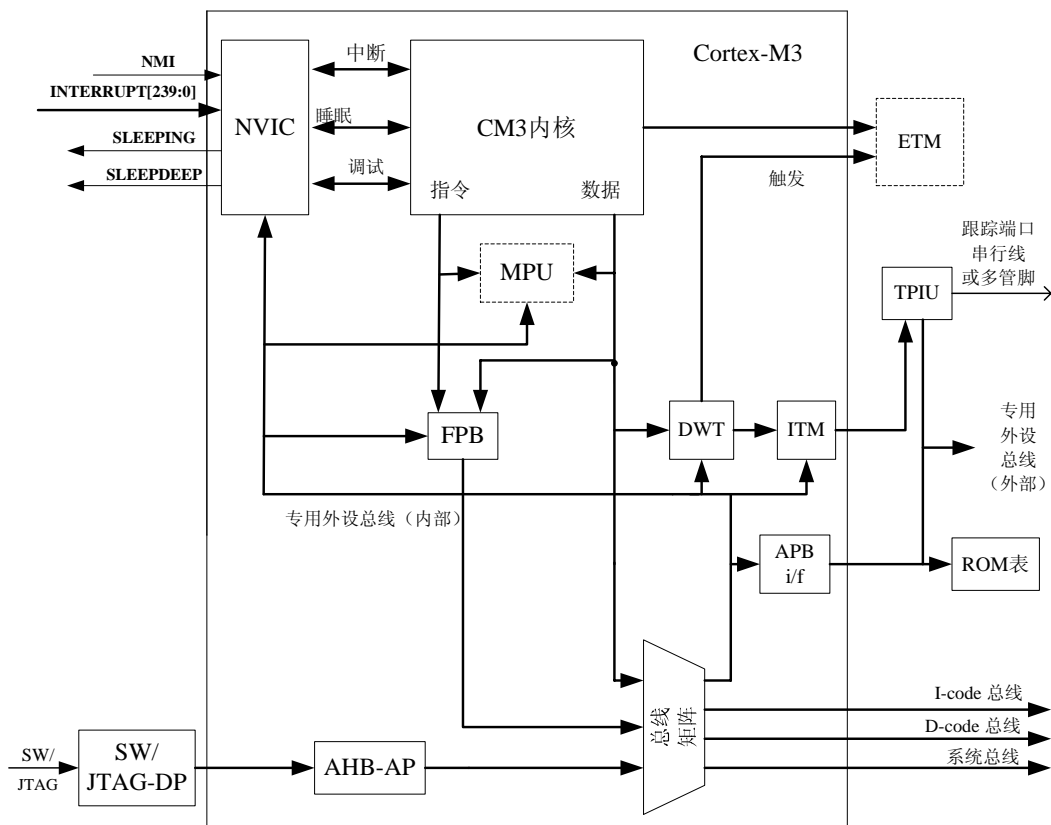 Cortex-M3
NMI
INTERRUPT[239:0]
SLEEPING
SLEEPDEEP
NVIC
中断
睡眠
调试
CM3内核
指令
数据
ETM
触发
MPU
跟踪端口
串行线
或多管脚
TPIU
FPB
DWT
ITM
专用
外设
总线
（外部）
专用外设总线（内部）
APB
i/f
ROM表
总线
矩阵
I-code 总线
D-code 总线
系统总线
SW/
JTAG
SW/
JTAG-DP
AHB-AP